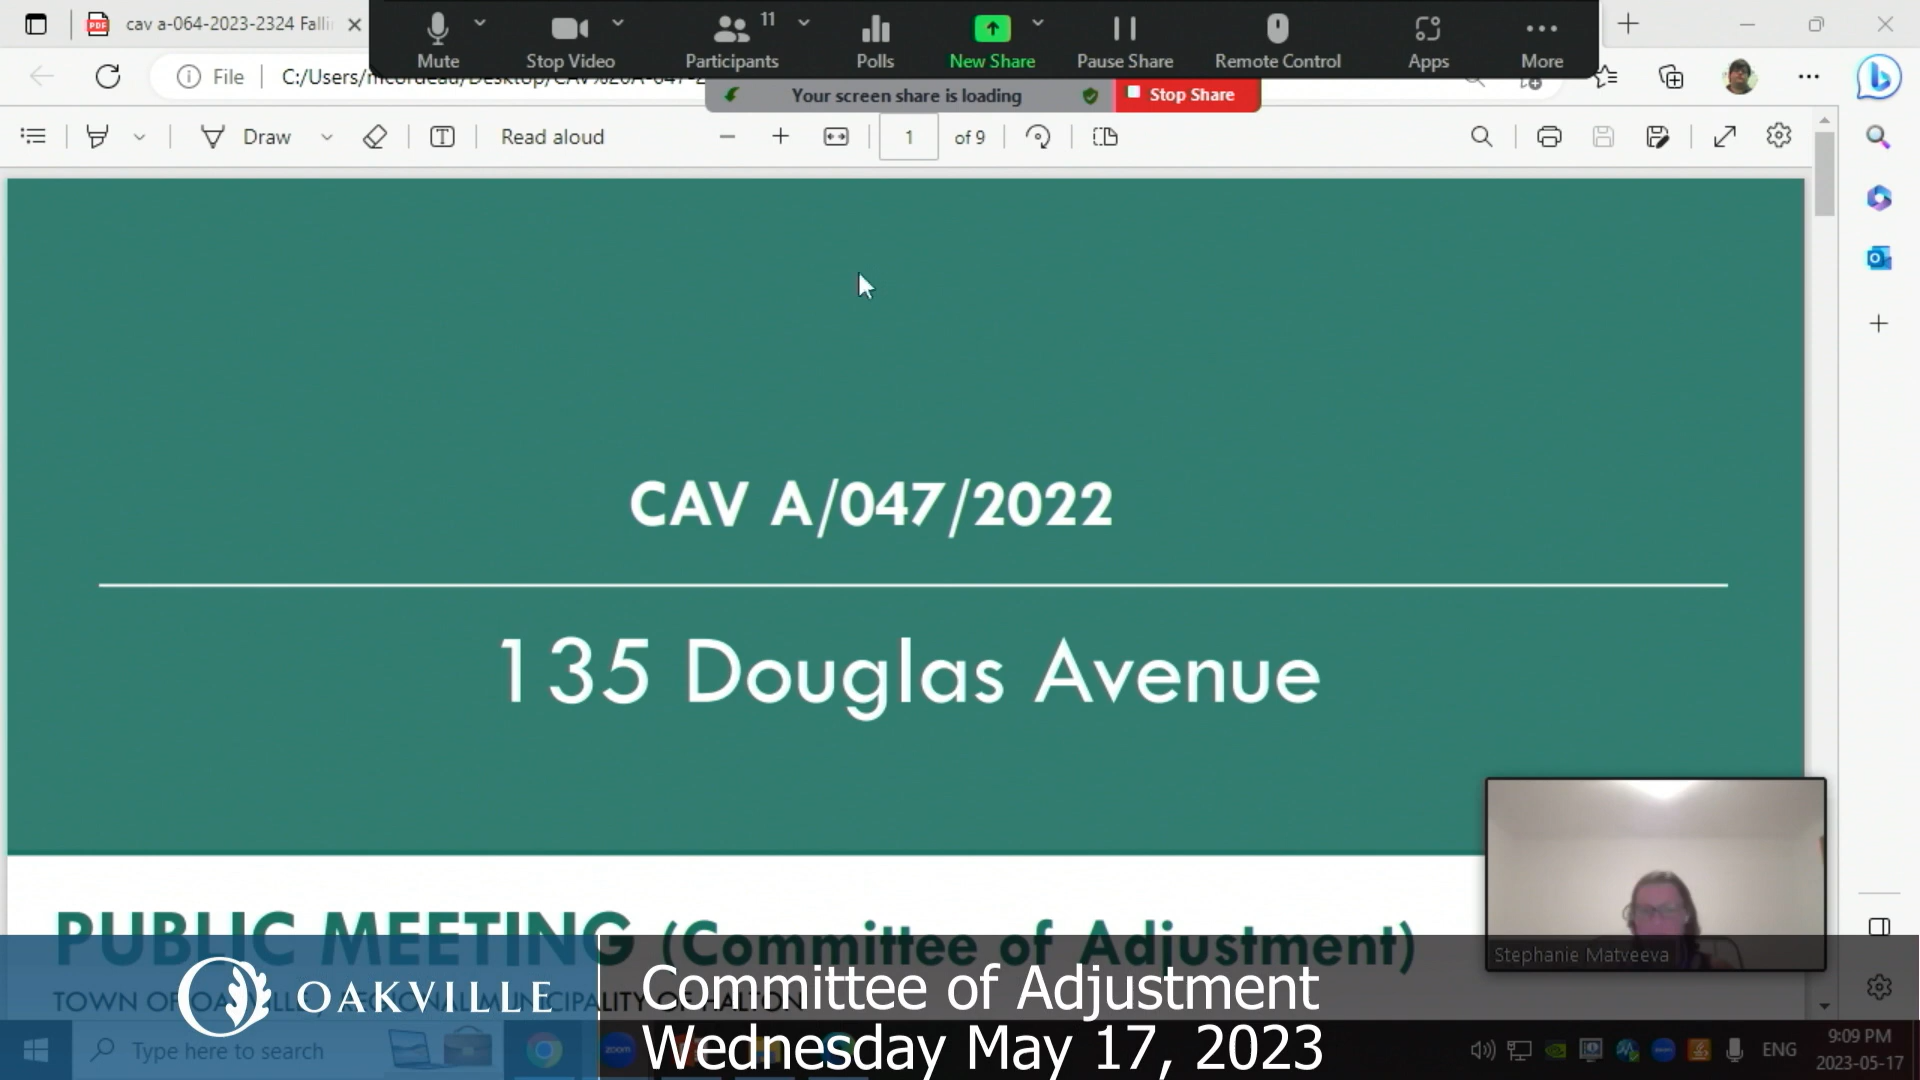 cav a-064-2023-2324 Falli
11
Mute
Stop Video
Participants
Polls
New Share
Pause Share
Remote Control
Apps
More
File
Your screen share is loading
Stop Share
Draw
Read aloud
1
of 9
CAV A/047/2022
135 Douglas Avenue
PUBLIC MEETING (Committee of Adjustment)
Stephanie Matveeva
OAKVILLE
Committee of Adjustment
Wednesday May 17, 2023
Type here to search
zoom
ENG
9:09 PM
2023-05-17